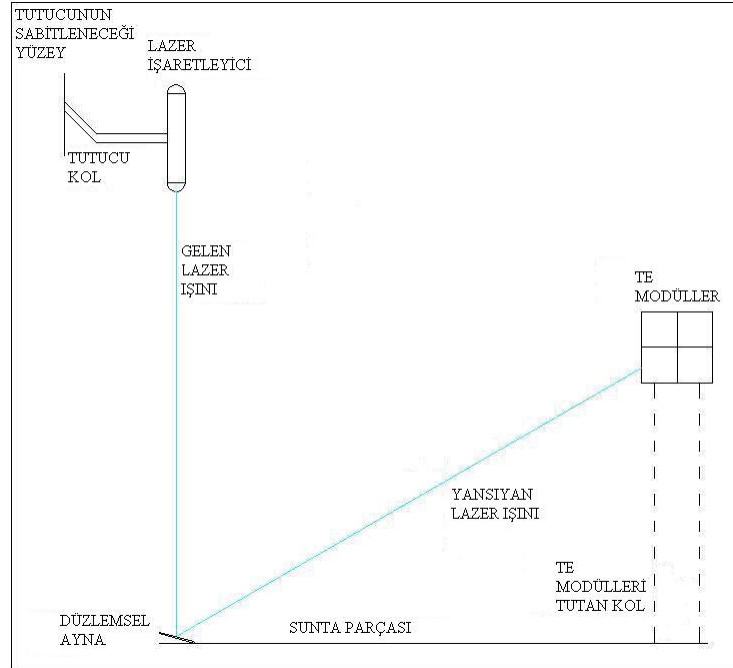 TUTUCUNUN
SABİTLENECEĞİ
YÜZEY
LAZER
İŞARETLEYİCİ
TUTUCU
KOL
GELEN
LAZER
IŞINI
TE
MODÜLLER
YANSIYAN
LAZER IŞINI
TE
MODÜLLERİ
TUTAN KOL
DÜZLEMSEL
AYNA
SUNTA PARÇASI